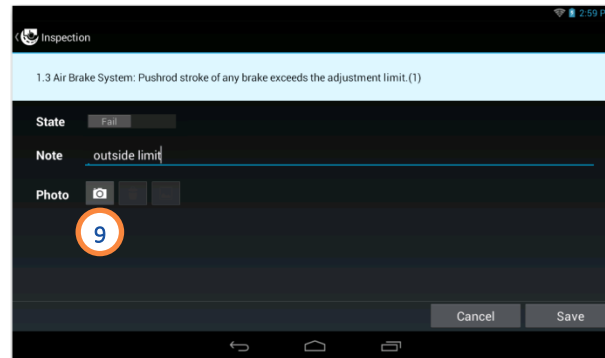 2:59 P
Inspection
1.3 Air Brake System: Pushrod stroke of any brake exceeds the adjustment limit.(1)
State Fail
Note outside limit
Photo
9
Cancel Save